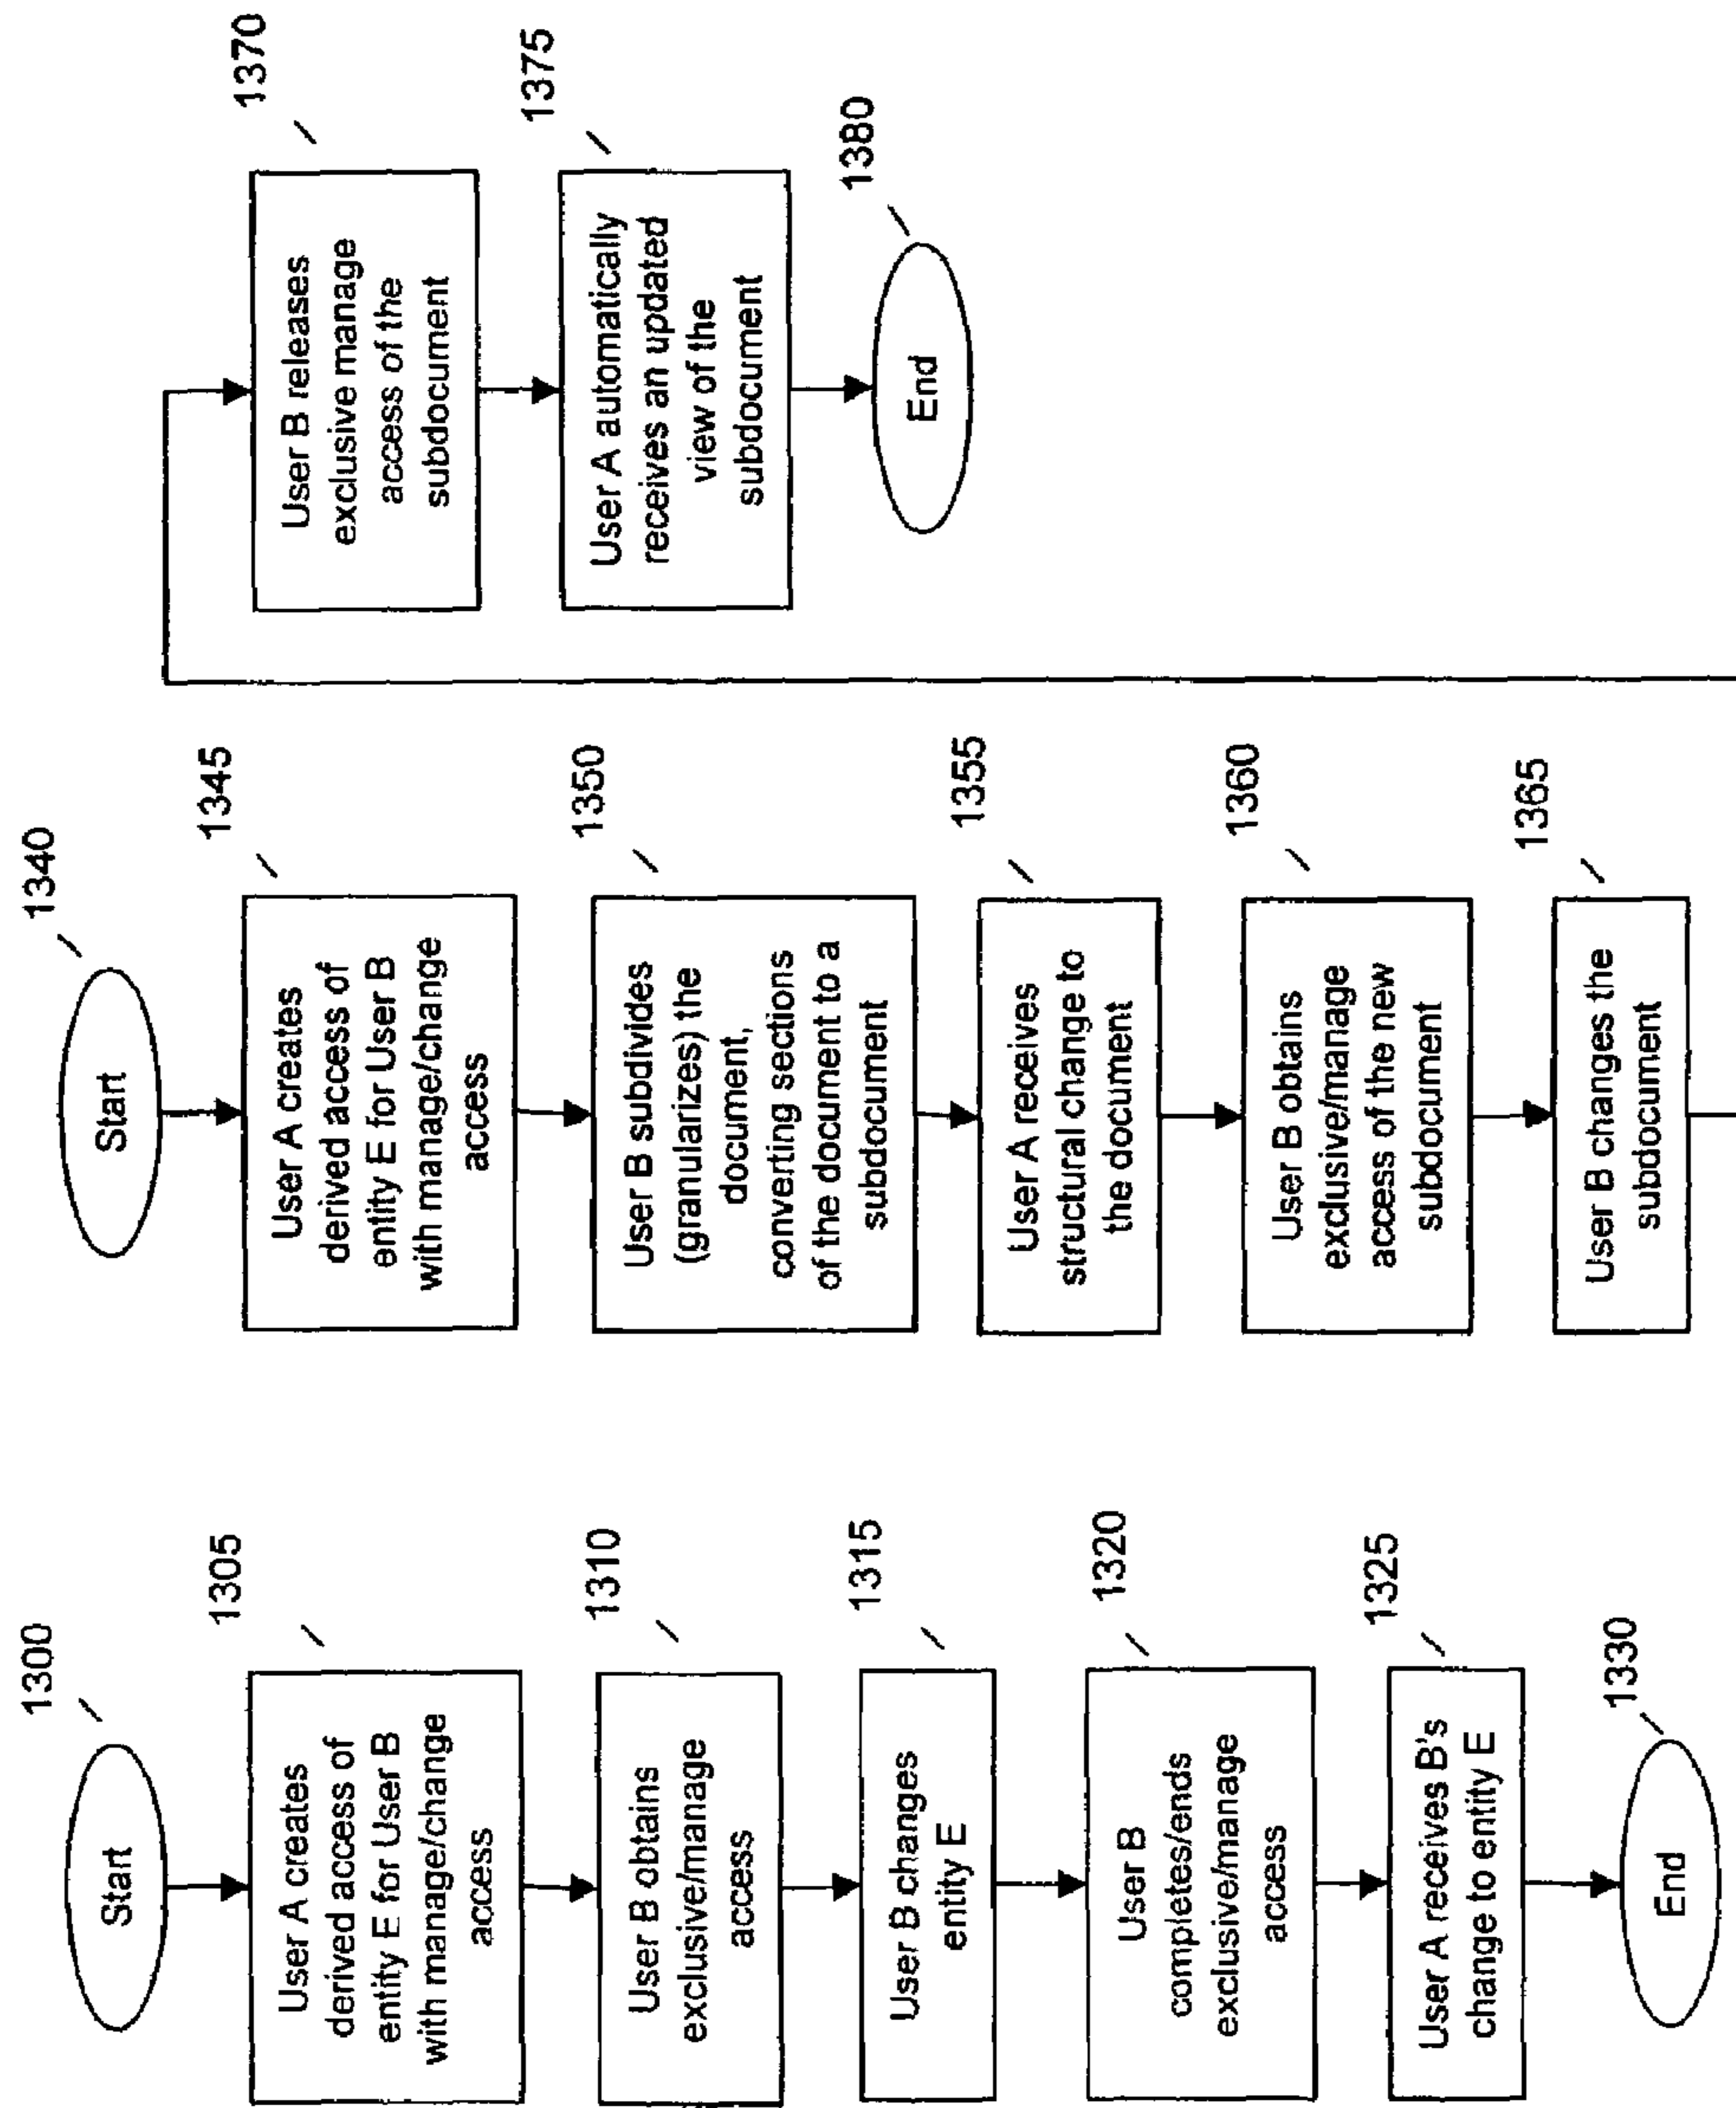 1300
Start
1305
User A creates
derived access of
entity E for User B
with manage/change
access
1310
User B obtains
exclusive/manage
access
1315
User B changes
entity E
1320
User B
completes/ends
exclusive/manage
access
1325
User A receives B's
change to entity E
1330
End
1340
Start
1345
User A creates
derived access of
entity E for User B
with manage/change
access
1350
User B subdivides
(granularizes) the
document,
converting sections
of the document to a
subdocument
1355
User A receives
structural change to
the document
1360
User B obtains
exclusive/manage
access of the new
subdocument
1365
User B changes the
subdocument
1370
User B releases
exclusive manage
access of the
subdocument
1375
User A automatically
receives an updated
view of the
subdocument
1380
End